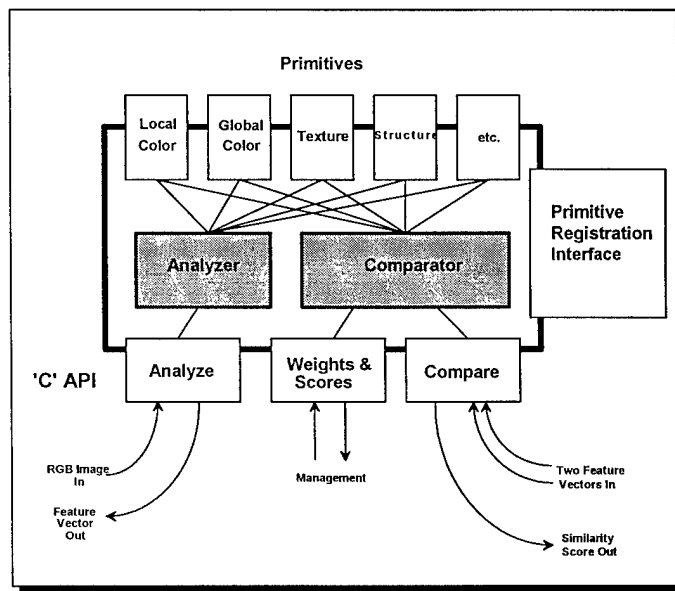 Primitives
Local
Color
Global
Color
Texture
Structure
etc.
Primitive
Registration
Interface
Analyzer
Comparator
'C' API
Analyze
Weights &
Scores
Compare
RGB Image
In
Feature
Vector
Out
Management
Two Feature
Vectors In
Similarity
Score Out